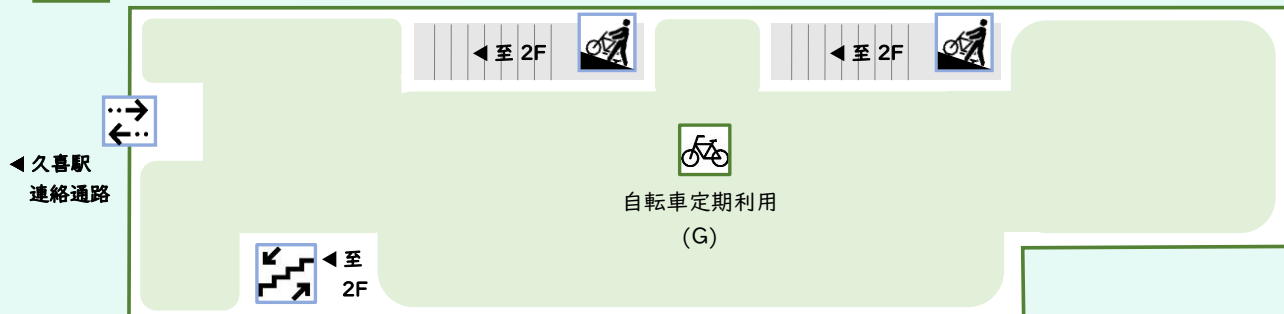 ◀ 至 2F
◀ 至 2F
◀ 久喜駅
連絡通路
自転車定期利用
(G)
◀ 至
2F